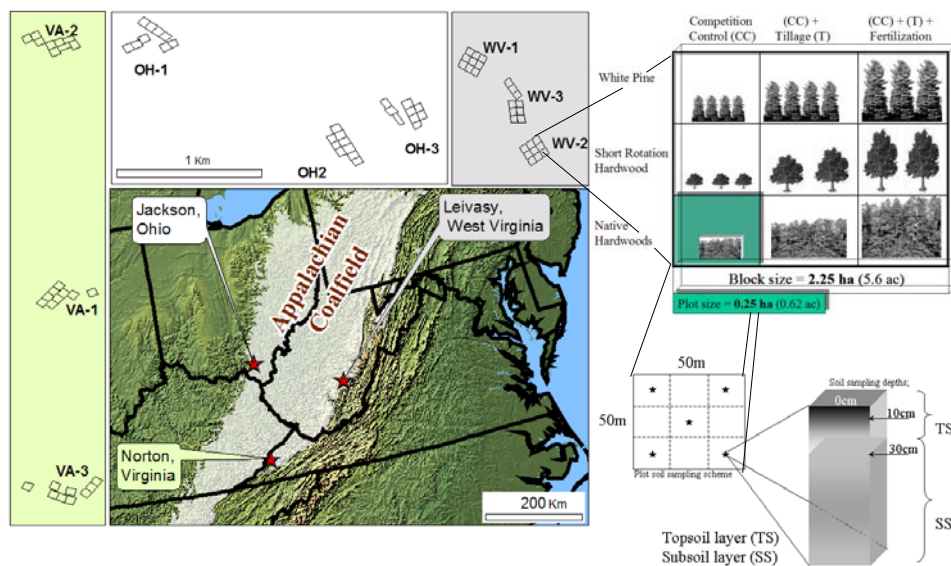 VA-2
OH-1
1 Km
OH2
OH-3
WV-1
WV-3
WV-2
VA-1
VA-3
Jackson,
Ohio
Appalachian
Coalfield
Leivasy,
West Virginia
Norton,
Virginia
200 Km
Competition
Control (CC)
(CC) +
Tillage (T)
(CC) + (T) +
Fertilization
White Pine
Short Rotation
Hardwood
Native
Hardwoods
Block size = 2.25 ha (5.6 ac)
Plot size = 0.25 ha (0.62 ac)
50m
50m
Plot soil sampling scheme
Soil sampling depths;
0cm
10cm
30cm
TS
SS
Topsoil layer (TS)
Subsoil layer (SS)